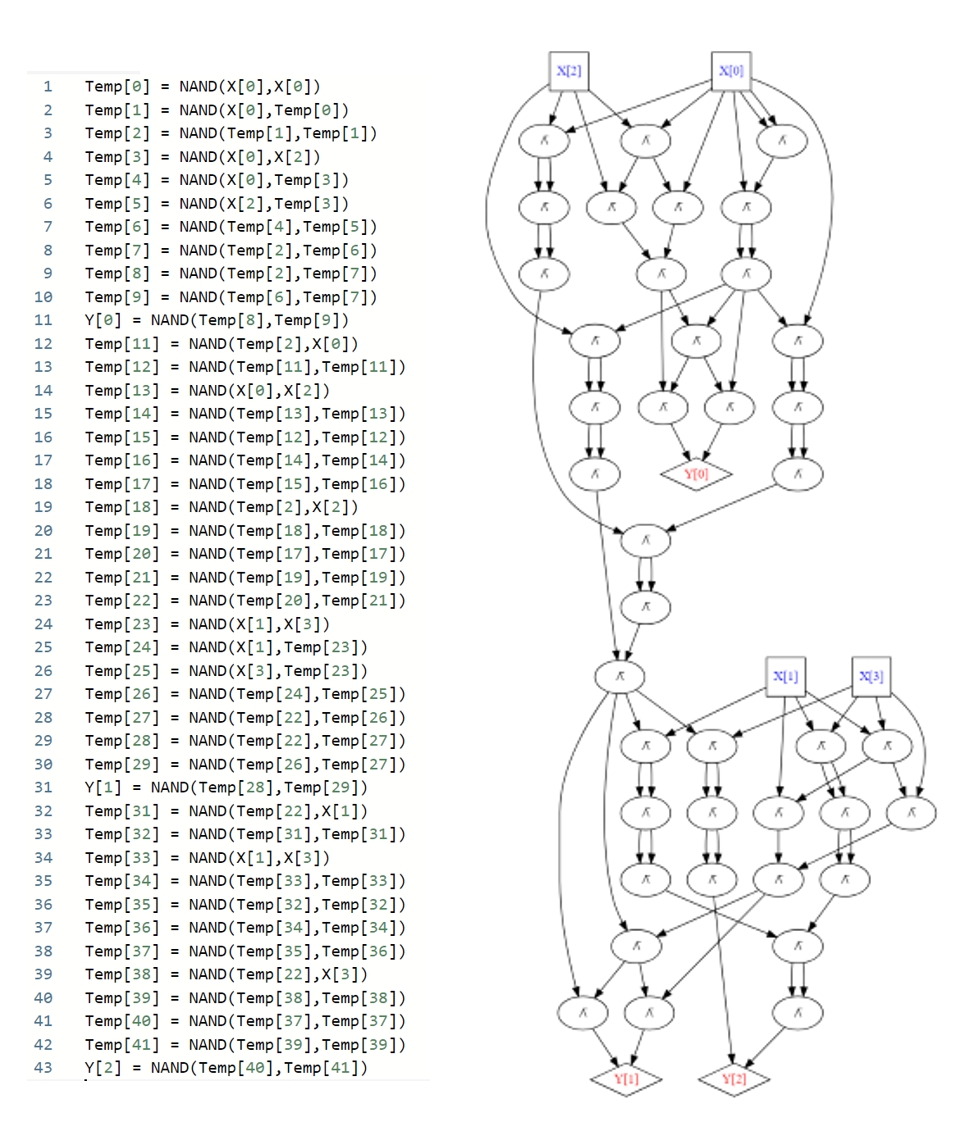 1 Temp[0] = NAND(X[0],X[0])
2 Temp[1] = NAND(X[0],Temp[0])
3 Temp[2] = NAND(Temp[1],Temp[1])
4 Temp[3] = NAND(X[0],X[2])
5 Temp[4] = NAND(X[0],Temp[3])
6 Temp[5] = NAND(X[2],Temp[3])
7 Temp[6] = NAND(Temp[4],Temp[5])
8 Temp[7] = NAND(Temp[2],Temp[6])
9 Temp[8] = NAND(Temp[2],Temp[7])
10 Temp[9] = NAND(Temp[6],Temp[7])
11 Y[0] = NAND(Temp[8],Temp[9])
12 Temp[11] = NAND(Temp[2],X[0])
13 Temp[12] = NAND(Temp[11],Temp[11])
14 Temp[13] = NAND(X[0],X[2])
15 Temp[14] = NAND(Temp[13],Temp[13])
16 Temp[15] = NAND(Temp[12],Temp[12])
17 Temp[16] = NAND(Temp[14],Temp[14])
18 Temp[17] = NAND(Temp[15],Temp[16])
19 Temp[18] = NAND(Temp[2],X[2])
20 Temp[19] = NAND(Temp[18],Temp[18])
21 Temp[20] = NAND(Temp[17],Temp[17])
22 Temp[21] = NAND(Temp[19],Temp[19])
23 Temp[22] = NAND(Temp[20],Temp[21])
24 Temp[23] = NAND(X[1],X[3])
25 Temp[24] = NAND(X[1],Temp[23])
26 Temp[25] = NAND(X[3],Temp[23])
27 Temp[26] = NAND(Temp[24],Temp[25])
28 Temp[27] = NAND(Temp[22],Temp[26])
29 Temp[28] = NAND(Temp[22],Temp[27])
30 Temp[29] = NAND(Temp[26],Temp[27])
31 Y[1] = NAND(Temp[28],Temp[29])
32 Temp[31] = NAND(Temp[22],X[1])
33 Temp[32] = NAND(Temp[31],Temp[31])
34 Temp[33] = NAND(X[1],X[3])
35 Temp[34] = NAND(Temp[33],Temp[33])
36 Temp[35] = NAND(Temp[32],Temp[32])
37 Temp[36] = NAND(Temp[34],Temp[34])
38 Temp[37] = NAND(Temp[35],Temp[36])
39 Temp[38] = NAND(Temp[22],X[3])
40 Temp[39] = NAND(Temp[38],Temp[38])
41 Temp[40] = NAND(Temp[37],Temp[37])
42 Temp[41] = NAND(Temp[39],Temp[39])
43 Y[2] = NAND(Temp[40],Temp[41])
X[2] X[0]
Y[0]
X[1] X[3]
Y[1] Y[2]